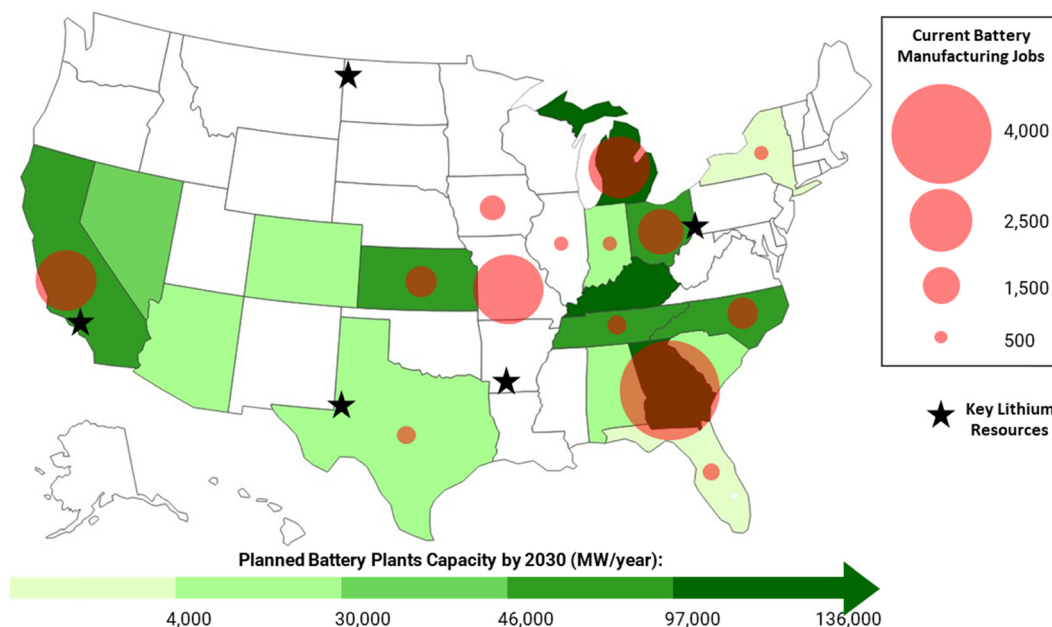 Current Battery
Manufacturing Jobs
4,000
2,500
1,500
500
Key Lithium
Resources
Planned Battery Plants Capacity by 2030 (MW/year):
4,000 30,000 46,000 97,000 136,000